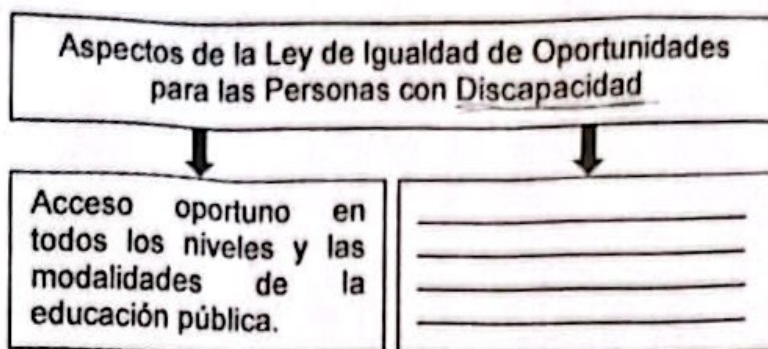 Aspectos de la Ley de Igualdad de Oportunidades
para las Personas con Discapacidad
Acceso oportuno en
todos los niveles y las
modalidades de la
educación pública.